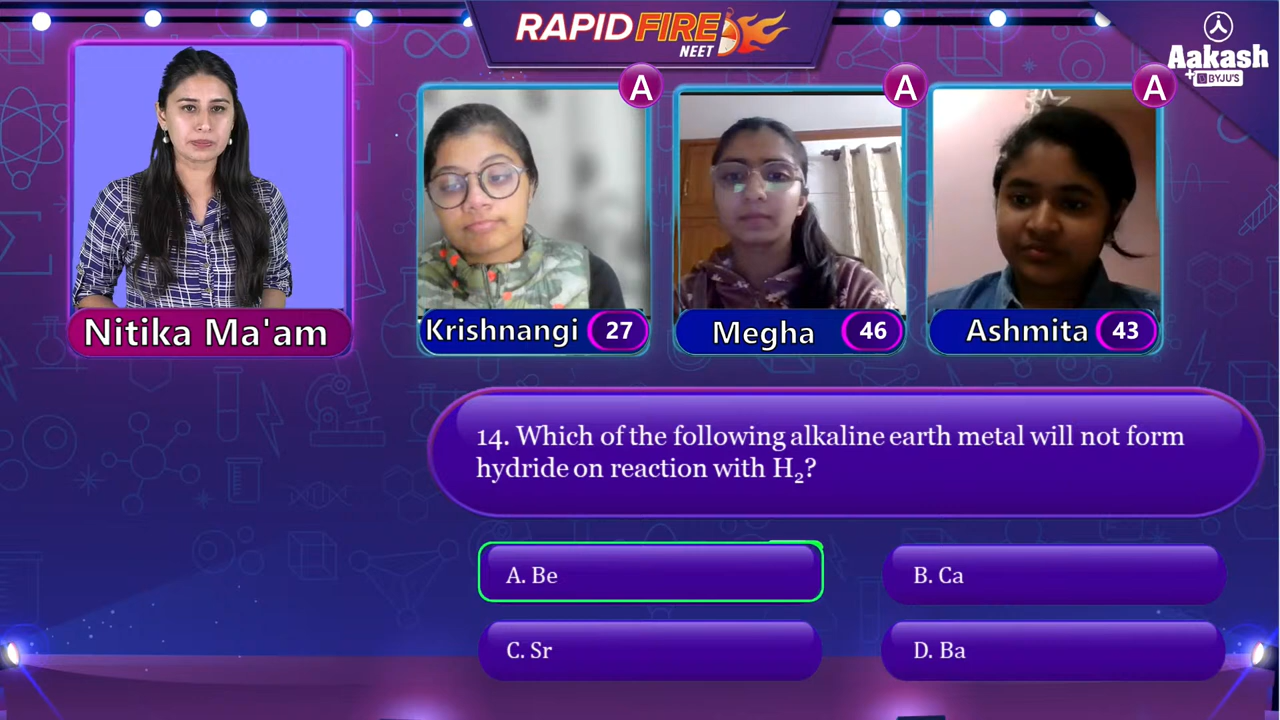 RAPID FIRE
NEET
Aakash
+ BYJU'S
A
A
A
Nitika Ma'am
Krishnangi 27
Megha 46
Ashmita 43
14. Which of the following alkaline earth metal will not form
hydride on reaction with H₂?
A. Be
B. Ca
C. Sr
D. Ba